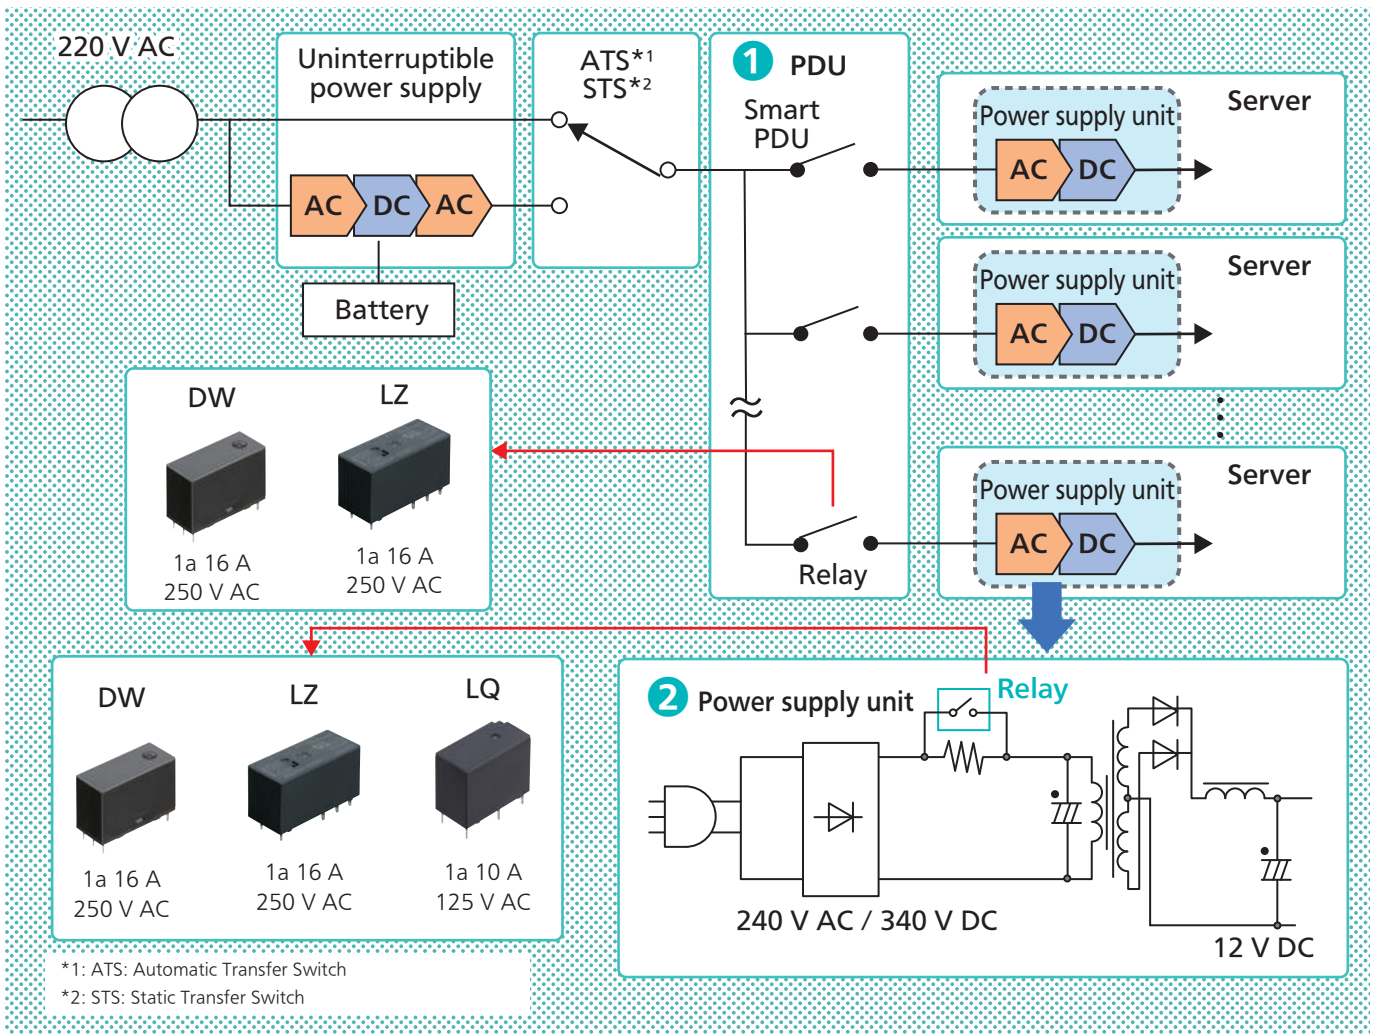 220 V AC
Uninterruptible
power supply
AC DC AC
Battery
ATS*1
STS*2
1 PDU
Smart
PDU
Relay
Server
Power supply unit
AC DC
Server
Power supply unit
AC DC
Server
Power supply unit
AC DC
DW
1a 16 A
250 V AC
LZ
1a 16 A
250 V AC
DW
1a 16 A
250 V AC
LZ
1a 16 A
250 V AC
LQ
1a 10 A
125 V AC
2 Power supply unit
Relay
240 V AC / 340 V DC
12 V DC
*1: ATS: Automatic Transfer Switch
*2: STS: Static Transfer Switch